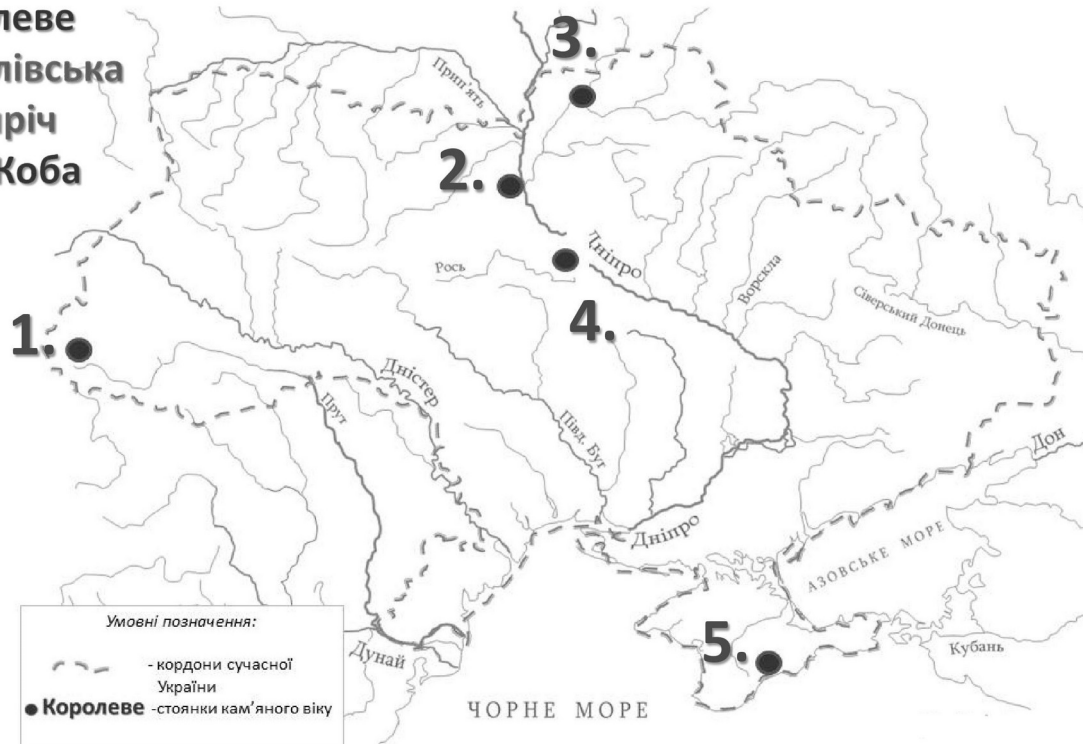 леве
лівська
річ
Коба
3.
Прип'ять
2.
Дніпро
Рось
Ворскла
Сіверський Донець
4.
1.
Дністер
Прут
Півд. Буг
Дон
Дніпро
АЗОВСЬКЕ МОРЕ
5.
Кубань
Дунай
ЧОРНЕ МОРЕ
Умовні позначення:
- кордони сучасної
України
Королеве -стоянки кам’яного віку